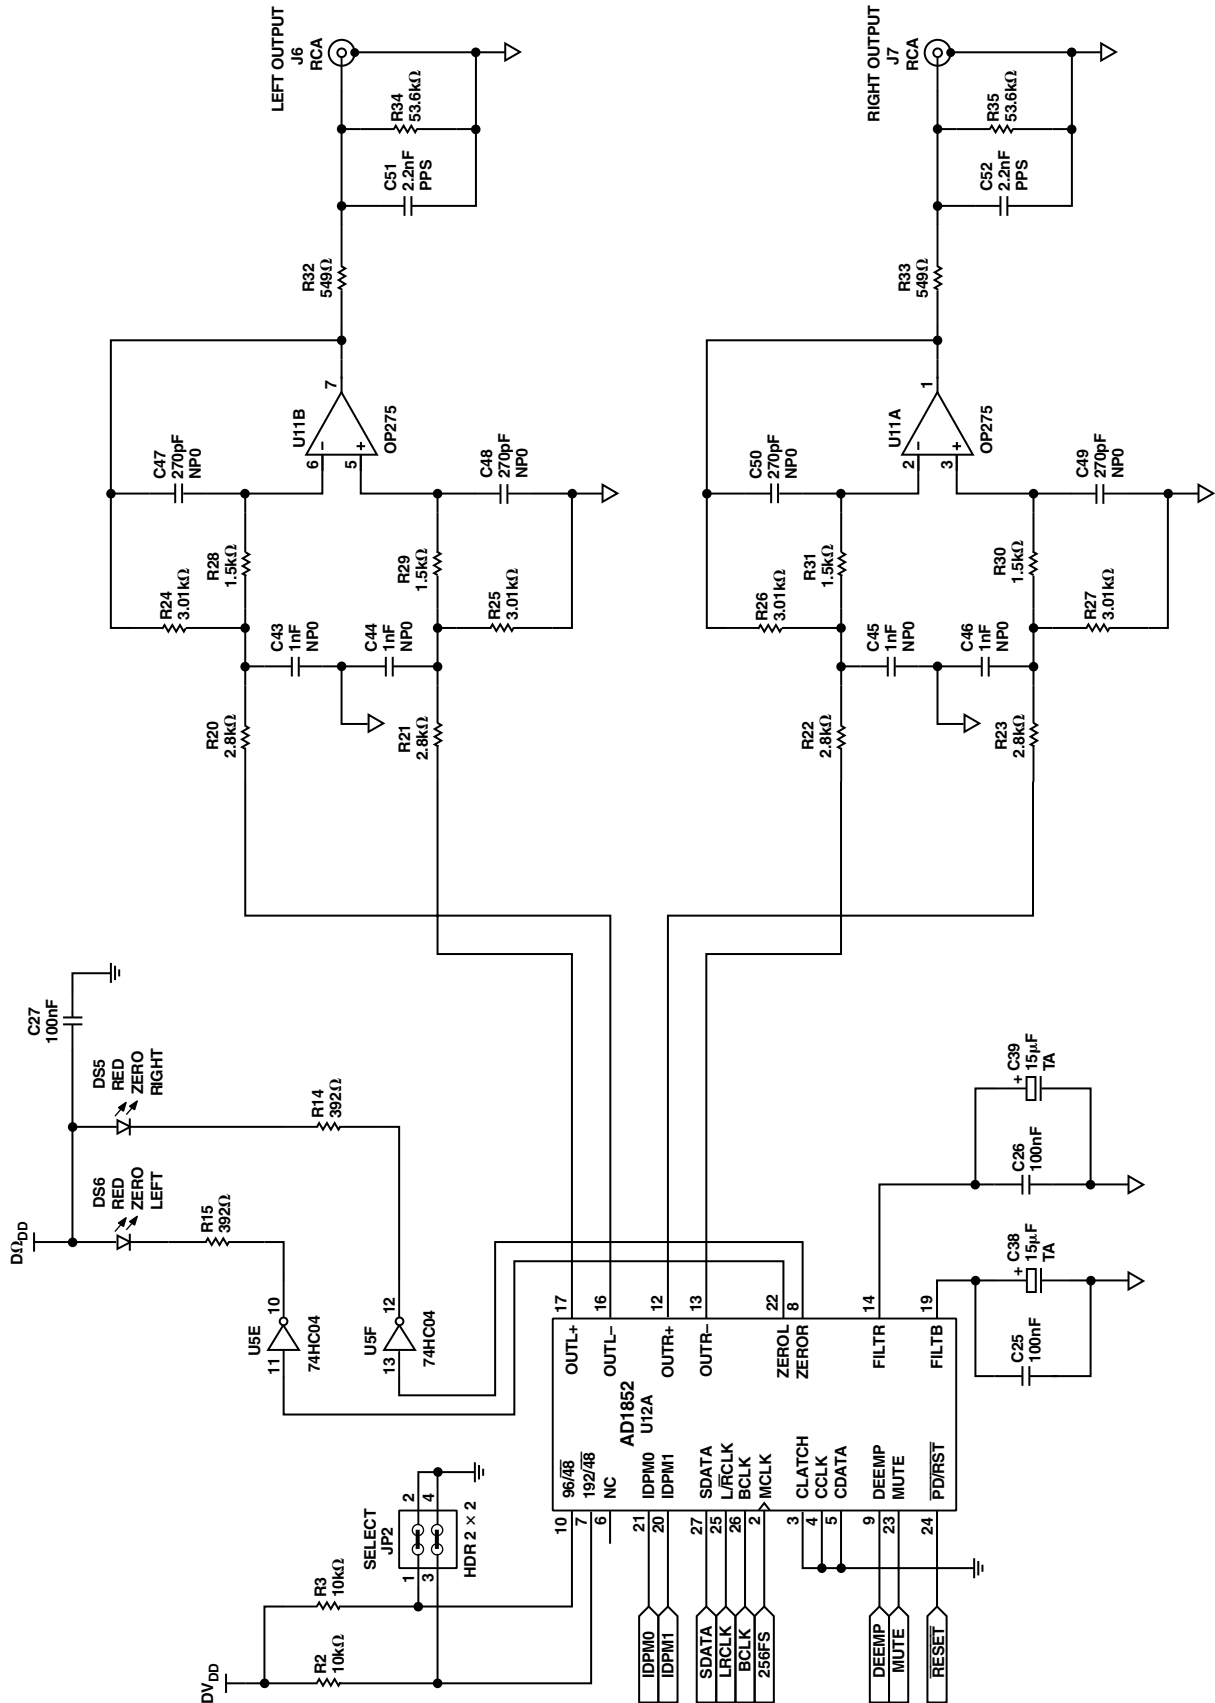 LEFT OUTPUT
J6
RCA
R34
53.6kΩ
C51
2.2nF
PPS
R32
549Ω
U11B
6
–
5
+
7
OP275
C47
270pF
NP0
C48
270pF
NP0
R28
1.5kΩ
R29
1.5kΩ
R24
3.01kΩ
R25
3.01kΩ
C43
1nF
NP0
C44
1nF
NP0
R20
2.8kΩ
R21
2.8kΩ
RIGHT OUTPUT
J7
RCA
R35
53.6kΩ
C52
2.2nF
PPS
R33
549Ω
U11A
2
–
3
+
1
OP275
C50
270pF
NP0
C49
270pF
NP0
R31
1.5kΩ
R30
1.5kΩ
R26
3.01kΩ
R27
3.01kΩ
C45
1nF
NP0
C46
1nF
NP0
R22
2.8kΩ
R23
2.8kΩ
DΩDD
C27
100nF
DS5
RED
ZERO
RIGHT
DS6
RED
ZERO
LEFT
R14
392Ω
R15
392Ω
U5E
11
10
74HC04
U5F
13
12
74HC04
DVDD
R3
10kΩ
R2
10kΩ
SELECT
JP2
1
2
3
4
HDR 2 × 2
AD1852
U12A
10
96/48
7
192/48
6
NC
21
IDPM0
20
IDPM1
27
SDATA
25
L/RCLK
26
BCLK
2
MCLK
3
CLATCH
4
CCLK
5
CDATA
9
DEEMP
23
MUTE
24
PD/RST
OUTL+
17
OUTL–
16
OUTR+
12
OUTR–
13
ZEROL
22
ZEROR
8
FILTR
14
FILTB
19
IDPM0
IDPM1
SDATA
LRCLK
BCLK
256FS
DEEMP
MUTE
RESET
C39
+
15μF
TA
C26
100nF
C38
+
15μF
TA
C25
100nF